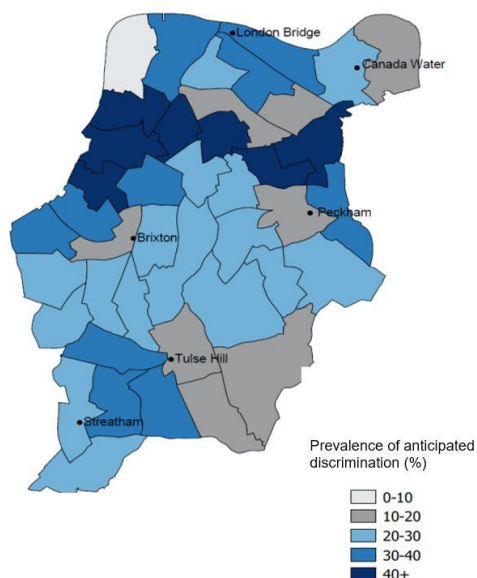 London Bridge
Canada Water
Peckham
Brixton
Tulse Hill
Streatham
Prevalence of anticipated
discrimination (%)
0-10
10-20
20-30
30-40
40+